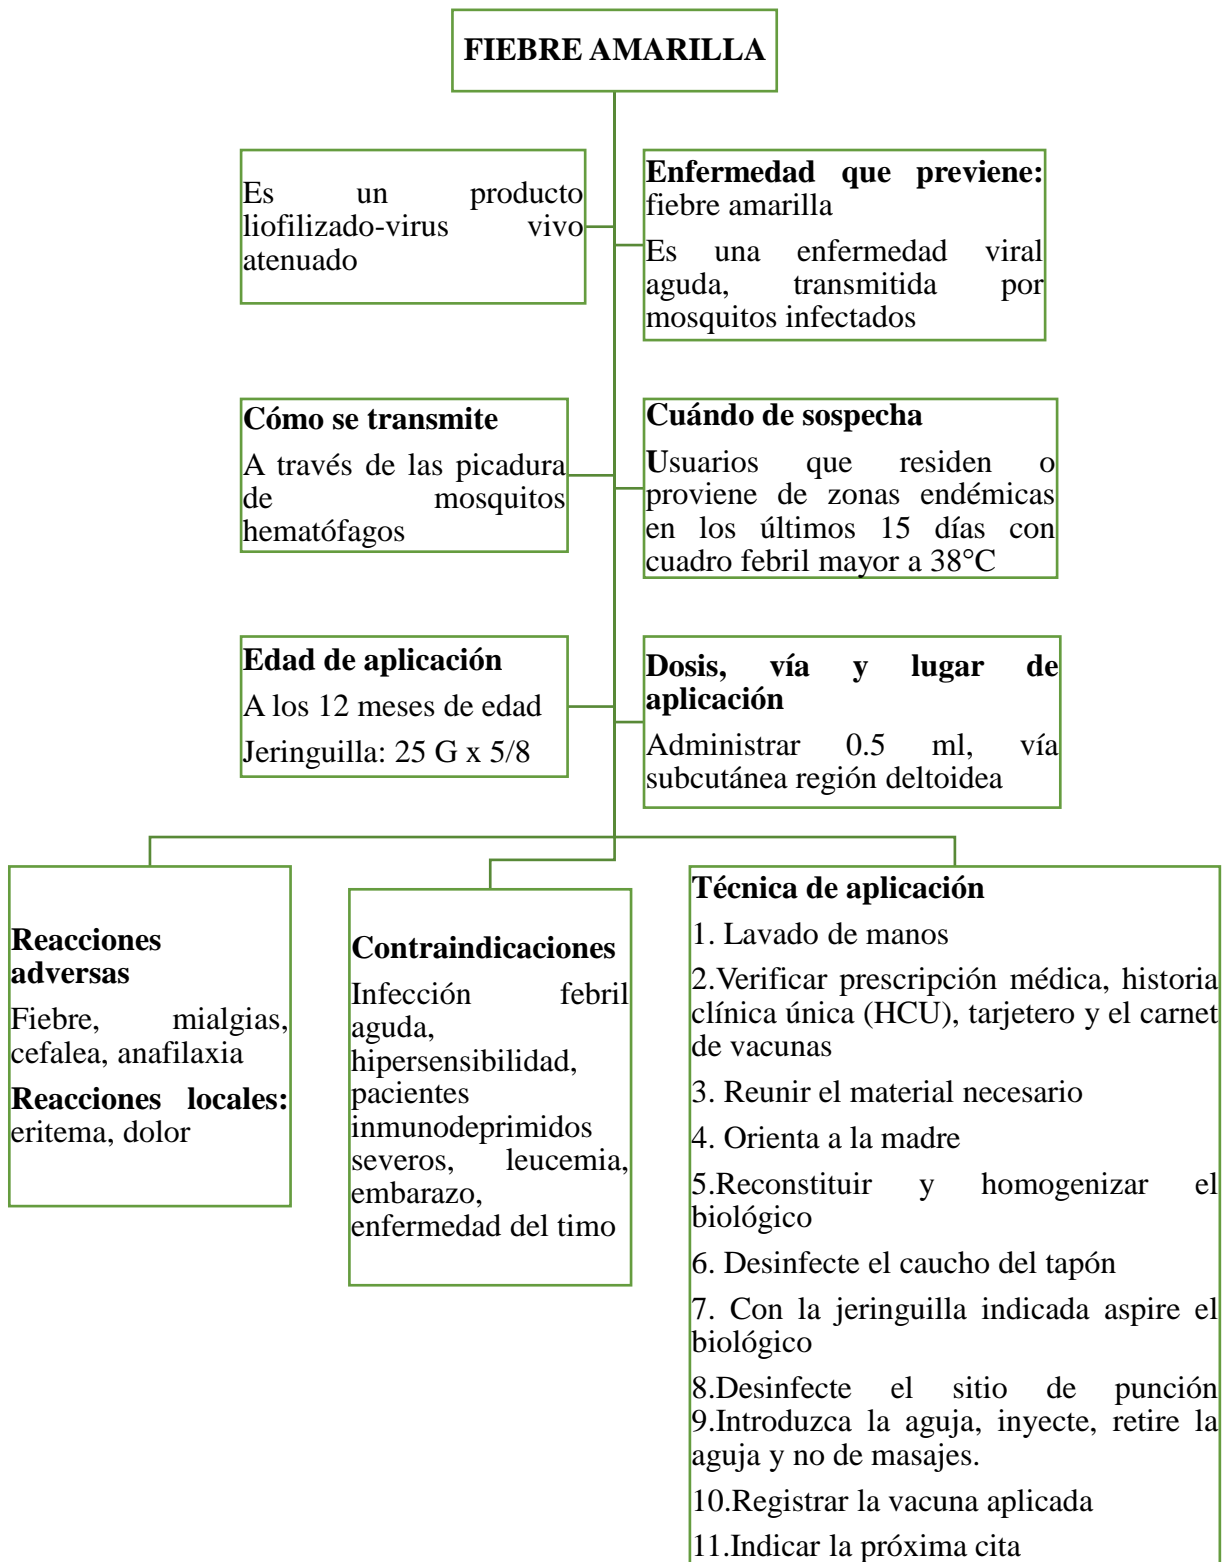 FIEBRE AMARILLA
Es un producto
liofilizado-virus vivo
atenuado
Enfermedad que previene:
fiebre amarilla
Es una enfermedad viral
aguda, transmitida por
mosquitos infectados
Cómo se transmite
A través de las picadura
de mosquitos
hematófagos
Cuándo de sospecha
Usuarios que residen o
proviene de zonas endémicas
en los últimos 15 días con
cuadro febril mayor a 38°C
Edad de aplicación
A los 12 meses de edad
Jeringuilla: 25 G x 5/8
Dosis, vía y lugar de
aplicación
Administrar 0.5 ml, vía
subcutánea región deltoidea
Reacciones
adversas
Fiebre, mialgias,
cefalea, anafilaxia
Reacciones locales:
eritema, dolor
Contraindicaciones
Infección febril
aguda,
hipersensibilidad,
pacientes
inmunodeprimidos
severos, leucemia,
embarazo,
enfermedad del timo
Técnica de aplicación
1. Lavado de manos
2.Verificar prescripción médica, historia
clínica única (HCU), tarjetero y el carnet
de vacunas
3. Reunir el material necesario
4. Orienta a la madre
5.Reconstituir y homogenizar el
biológico
6. Desinfecte el caucho del tapón
7. Con la jeringuilla indicada aspire el
biológico
8.Desinfecte el sitio de punción
9.Introduzca la aguja, inyecte, retire la
aguja y no de masajes.
10.Registrar la vacuna aplicada
11.Indicar la próxima cita